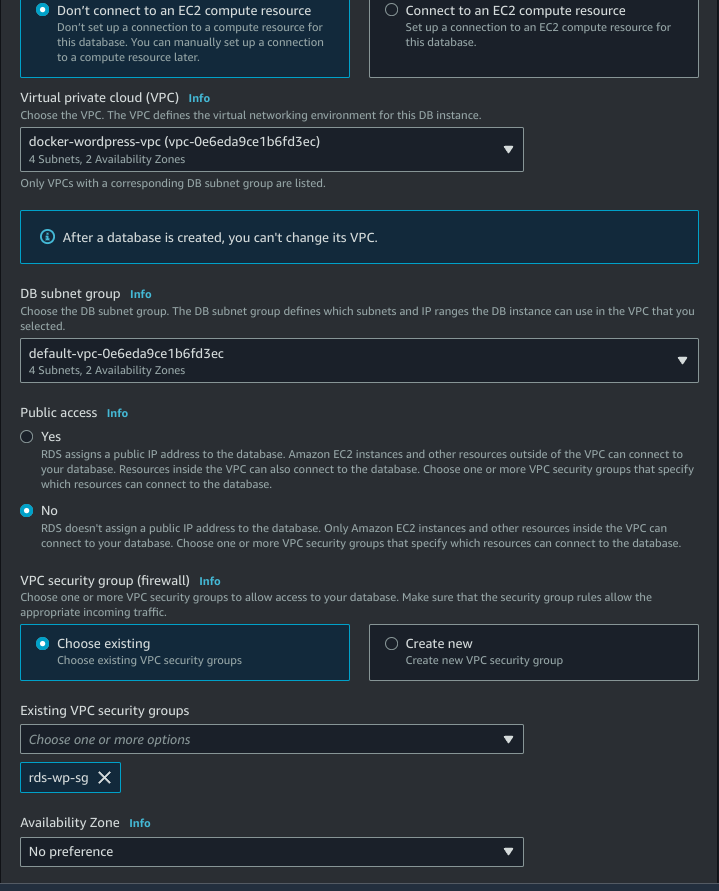 Don't connect to an EC2 compute resource
Don't set up a connection to a compute resource for
this database. You can manually set up a connection
to a compute resource later.
Connect to an EC2 compute resource
Set up a connection to an EC2 compute resource for
this database.
Virtual private cloud (VPC) Info
Choose the VPC. The VPC defines the virtual networking environment for this DB instance.
docker-wordpress-vpc (vpc-0e6eda9ce1b6fd3ec)
4 Subnets, 2 Availability Zones
Only VPCs with a corresponding DB subnet group are listed.
After a database is created, you can't change its VPC.
DB subnet group Info
Choose the DB subnet group. The DB subnet group defines which subnets and IP ranges the DB instance can use in the VPC that you
selected.
default-vpc-0e6eda9ce1b6fd3ec
4 Subnets, 2 Availability Zones
Public access Info
Yes
RDS assigns a public IP address to the database. Amazon EC2 instances and other resources outside of the VPC can connect to
your database. Resources inside the VPC can also connect to the database. Choose one or more VPC security groups that specify
which resources can connect to the database.
No
RDS doesn't assign a public IP address to the database. Only Amazon EC2 instances and other resources inside the VPC can
connect to your database. Choose one or more VPC security groups that specify which resources can connect to the database.
VPC security group (firewall) Info
Choose one or more VPC security groups to allow access to your database. Make sure that the security group rules allow the
appropriate incoming traffic.
Choose existing
Choose existing VPC security groups
Create new
Create new VPC security group
Existing VPC security groups
Choose one or more options
rds-wp-sg
Availability Zone Info
No preference